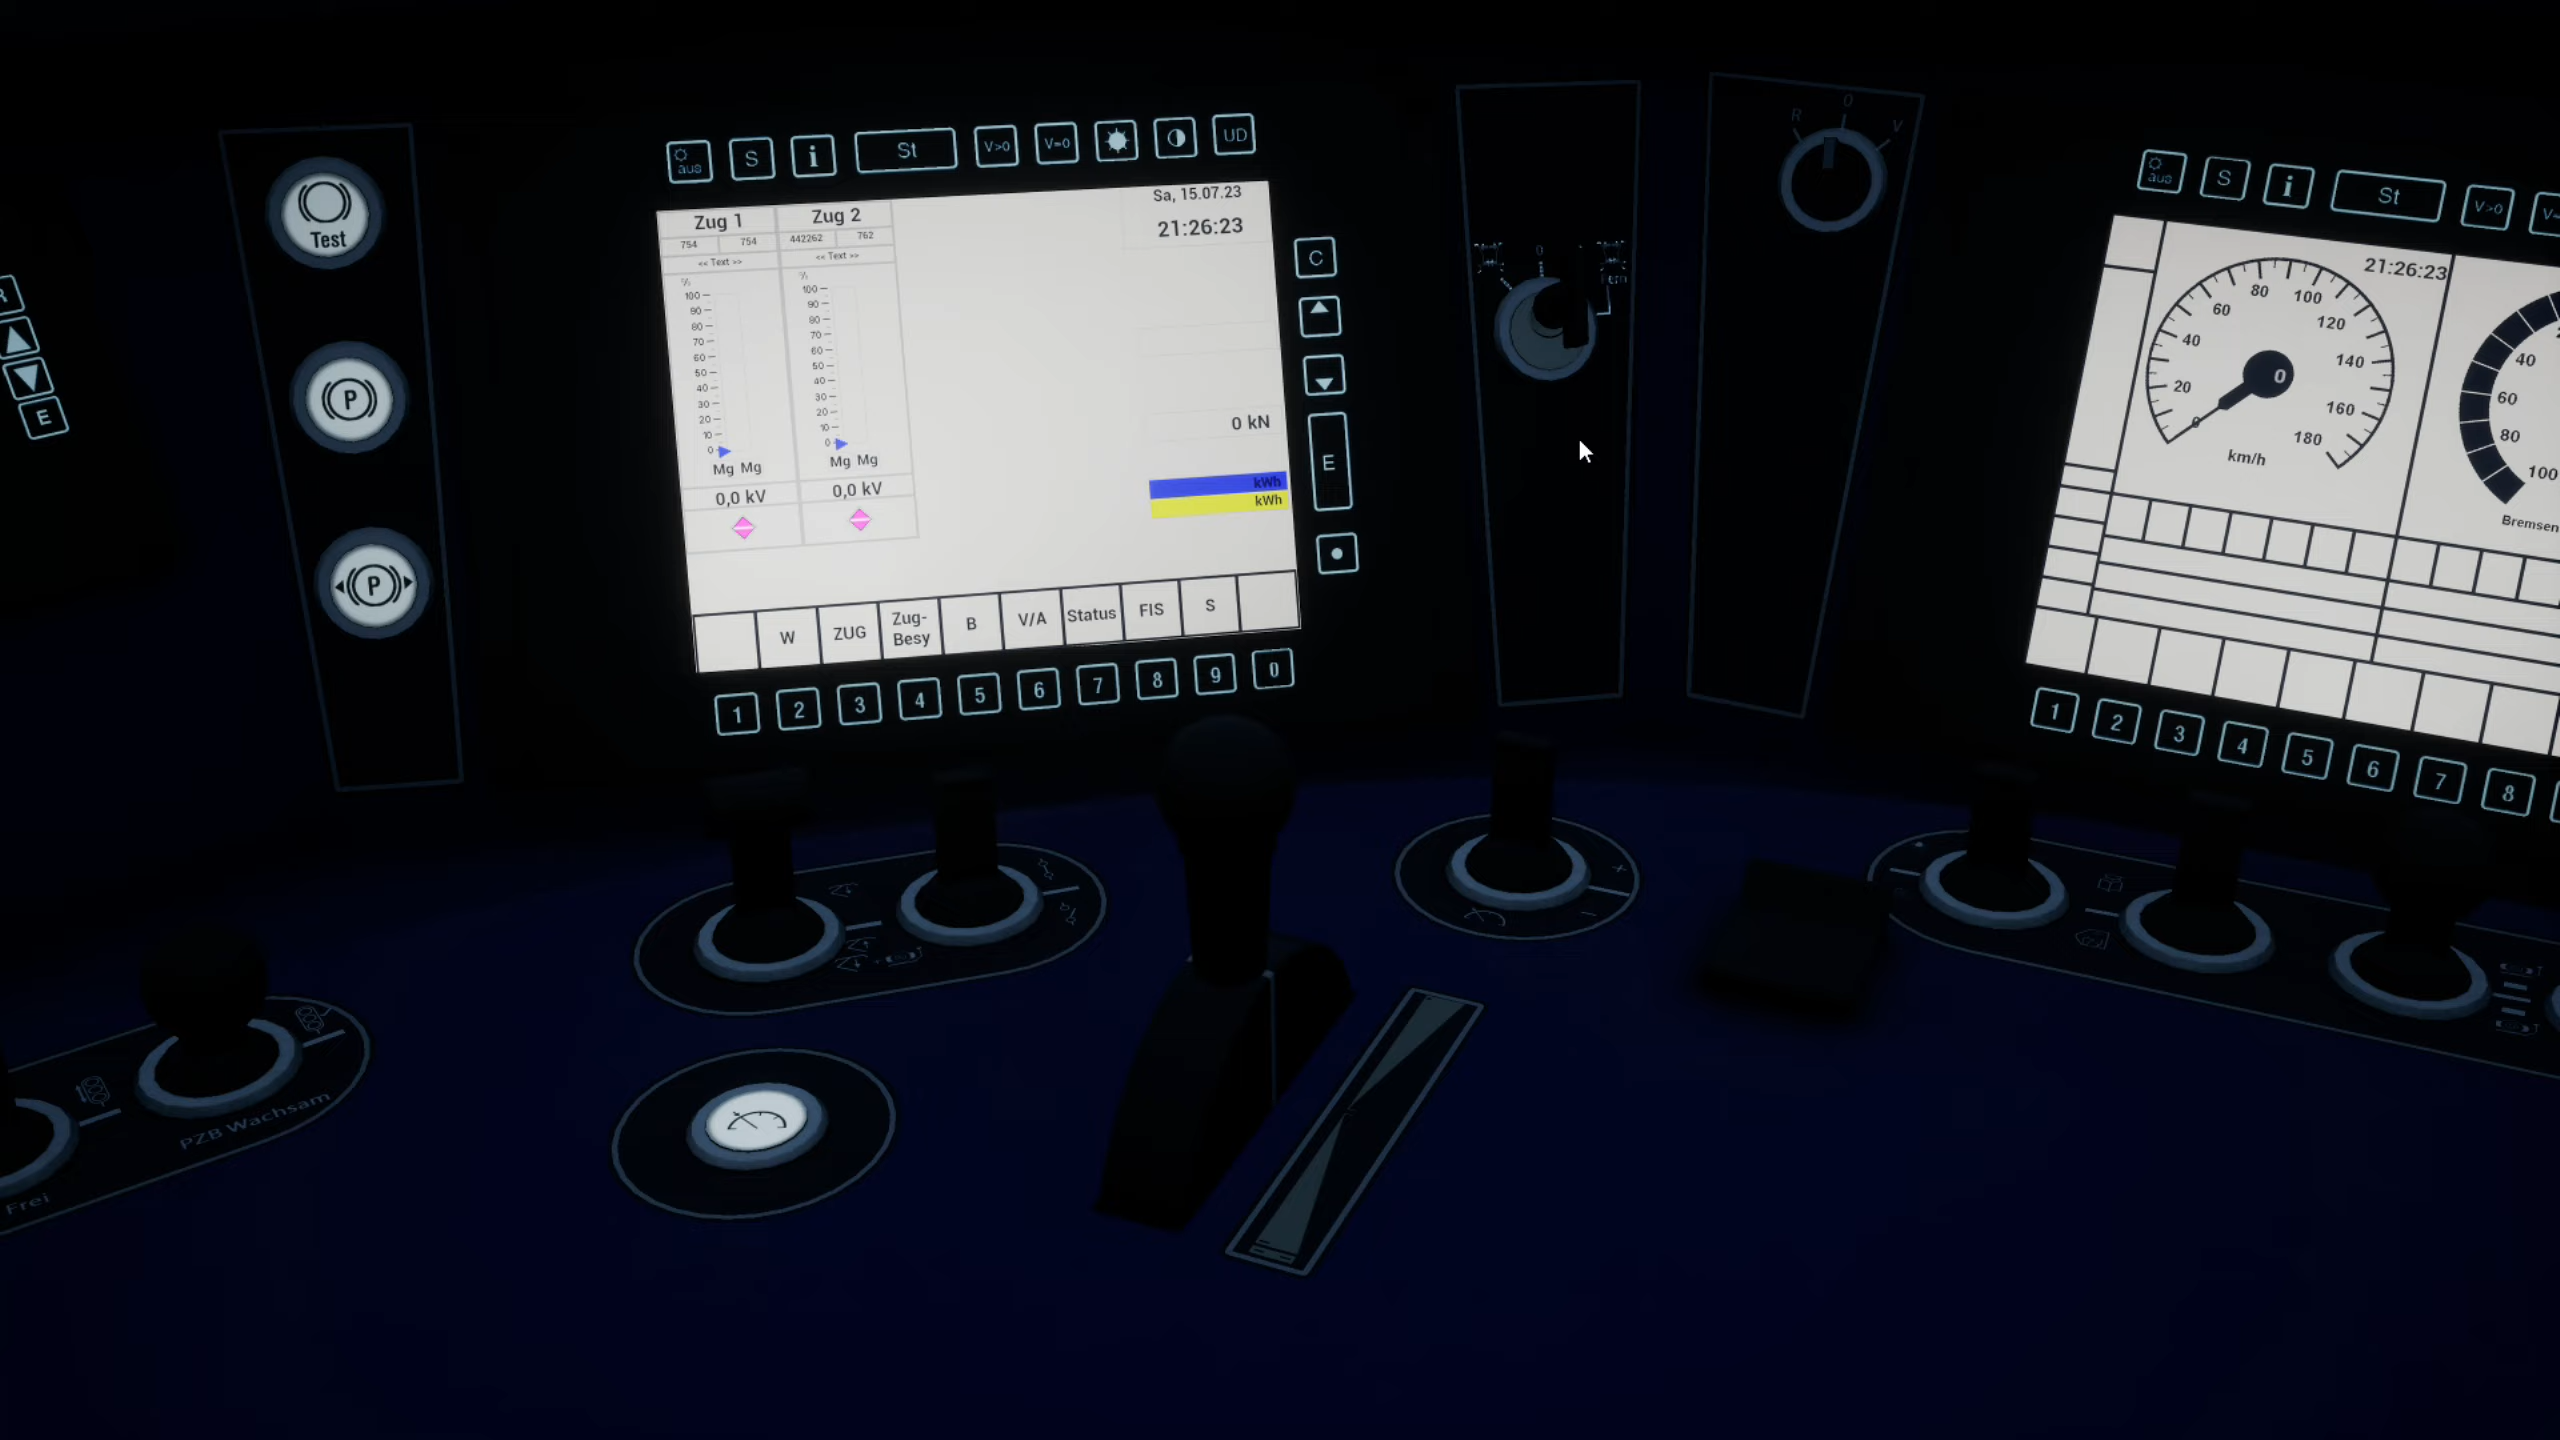 R
E
Test
P
P
aus
S
i
St
V>0
V=0
UD
Zug 1
Zug 2
754
754
442262
762
<< Text >>
<< Text >>
Sa, 15.07.23
21:26:23
%
100
90
80
70
60
50
40
30
20
10
0
%
100
90
80
70
60
50
40
30
20
10
0
Mg Mg
Mg Mg
0,0 kV
0,0 kV
0 kN
kWh
kWh
W
ZUG
Zug-
Besy
B
V/A
Status
FIS
S
1
2
3
4
5
6
7
8
9
0
C
E
0
R
0
V
aus
S
i
St
V>0
21:26:23
0
20
40
60
80
100
120
140
160
180
0
km/h
40
60
80
100
Bremsen
1
2
3
4
5
6
7
8
PZB Wachsam
Frei